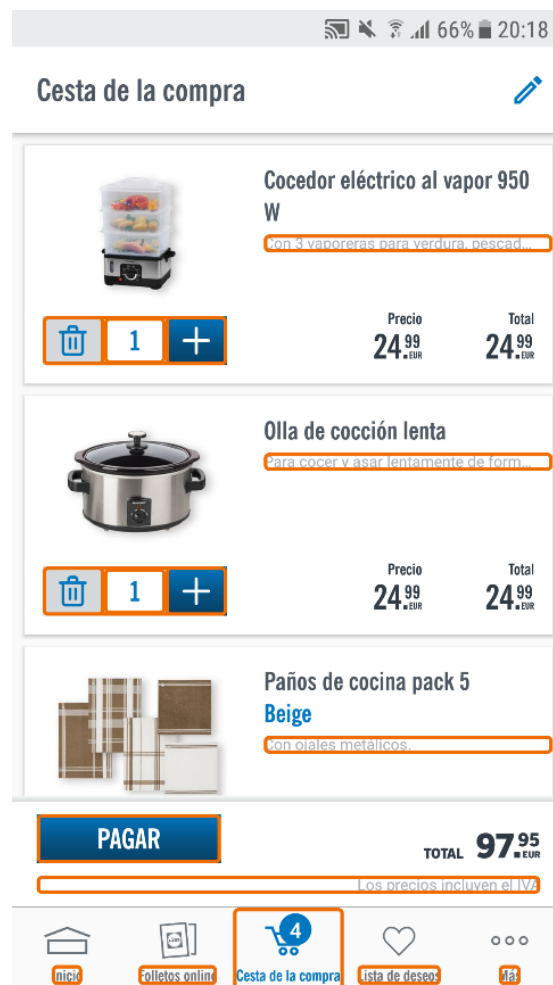 66% 20:18
Cesta de la compra
Cocedor eléctrico al vapor 950
W
Con 3 vaporeras para verdura, pescad...
Precio Total
1 24.99 EUR 24.99 EUR
Olla de cocción lenta
Para cocer y asar lentamente de form...
Precio Total
1 24.99 EUR 24.99 EUR
Paños de cocina pack 5
Beige
Con ojales metálicos.
PAGAR TOTAL 97.95 EUR
Los precios incluyen el IVA
4
Inicio Folletos online Cesta de la compra Lista de deseos Más